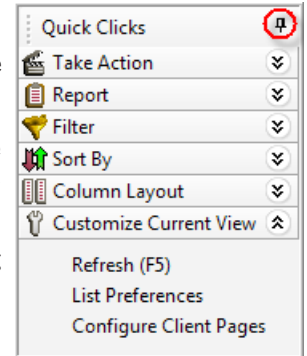 Quick Clicks
Take Action
Report
Filter
Sort By
Column Layout
Customize Current View
Refresh (F5)
List Preferences
Configure Client Pages